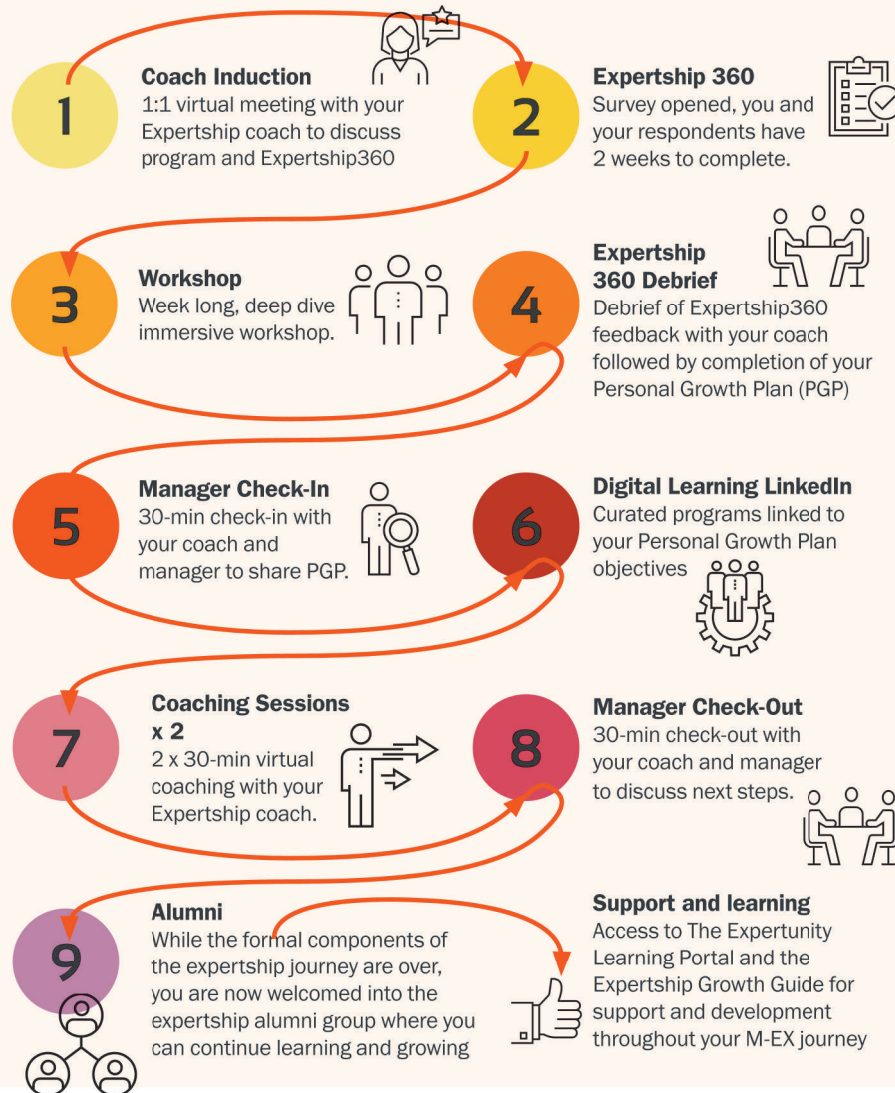 1
Coach Induction
1:1 virtual meeting with your
Expertship coach to discuss
program and Expertship360
2
Expertship 360
Survey opened, you and
your respondents have
2 weeks to complete.
3
Workshop
Week long, deep dive
immersive workshop.
4
Expertship
360 Debrief
Debrief of Expertship360
feedback with your coach
followed by completion of your
Personal Growth Plan (PGP)
5
Manager Check-In
30-min check-in with
your coach and
manager to share PGP.
6
Digital Learning LinkedIn
Curated programs linked to
your Personal Growth Plan
objectives
7
Coaching Sessions
x 2
2 x 30-min virtual
coaching with your
Expertship coach.
8
Manager Check-Out
30-min check-out with
your coach and manager
to discuss next steps.
9
Alumni
While the formal components of
the expertship journey are over,
you are now welcomed into the
expertship alumni group where you
can continue learning and growing
Support and learning
Access to The Expertunity
Learning Portal and the
Expertship Growth Guide for
support and development
throughout your M-EX journey